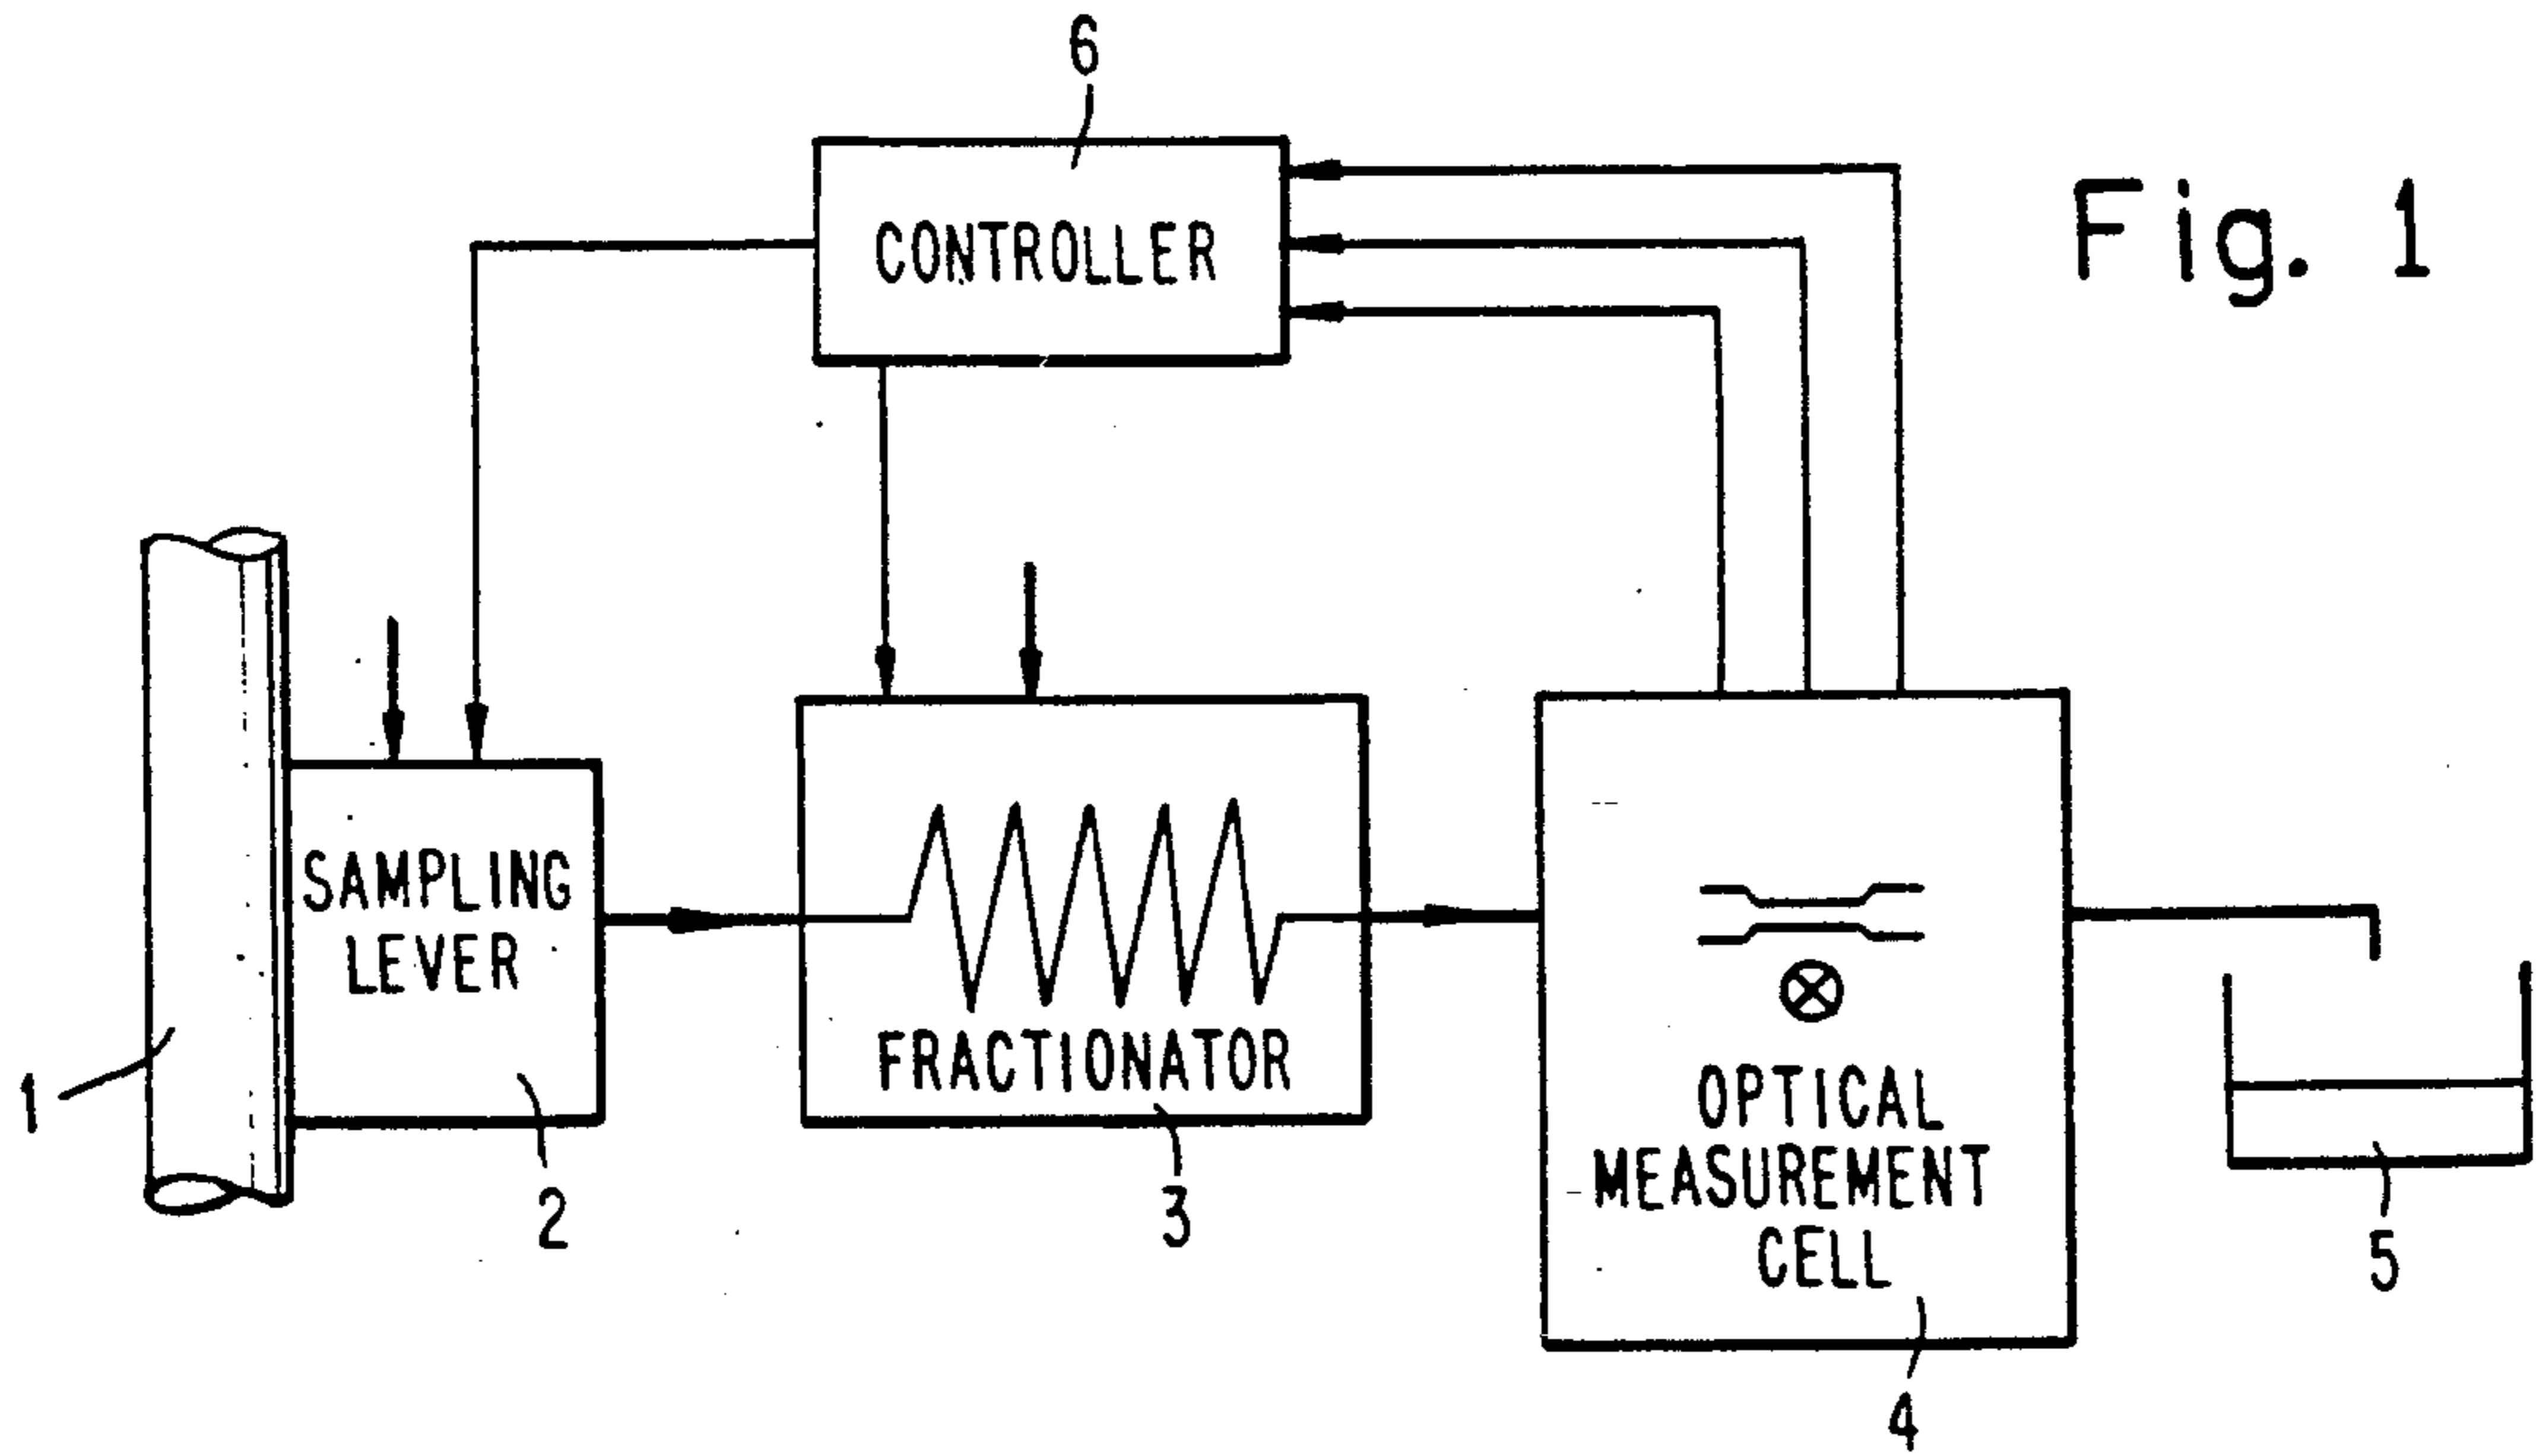 6
CONTROLLER
Fig. 1
SAMPLING
LEVER
FRACTIONATOR
OPTICAL
MEASUREMENT
CELL
1
2
3
4
5